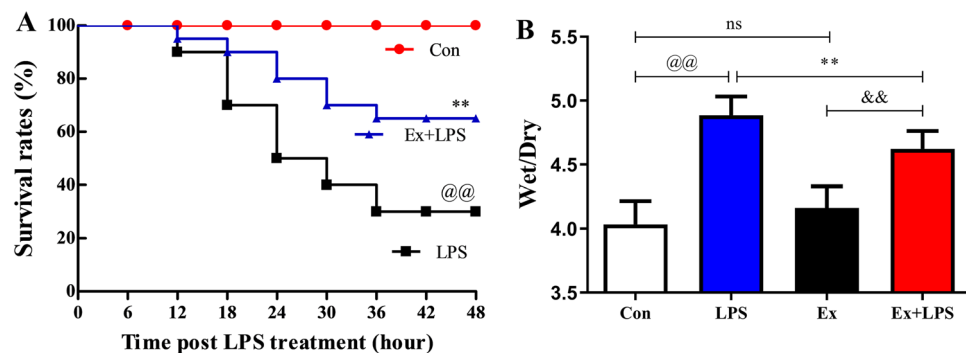 A
Survival rates (%)
100
80
60
40
20
0
0 6 12 18 24 30 36 42 48
Time post LPS treatment (hour)
Con
**
Ex+LPS
@@
LPS
B
Wet/Dry
5.5
5.0
4.5
4.0
3.5
ns
@@
**
&&
Con LPS Ex Ex+LPS